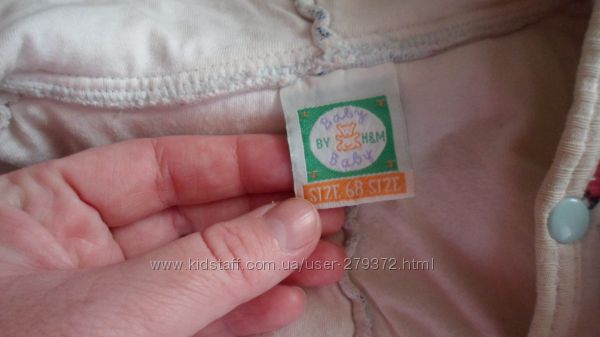 Baby
BY H&M
Baby
SIZE 68 SIZE
www.kidstaff.com.ua/user-279372.html